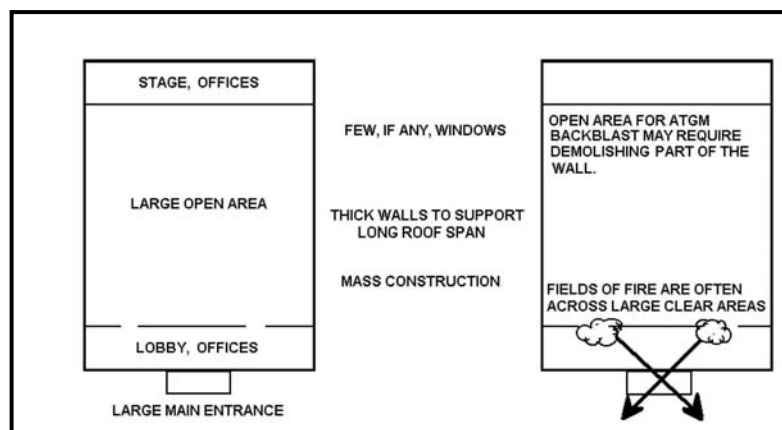 STAGE, OFFICES
LARGE OPEN AREA
LOBBY, OFFICES
LARGE MAIN ENTRANCE
FEW, IF ANY, WINDOWS
THICK WALLS TO SUPPORT
LONG ROOF SPAN
MASS CONSTRUCTION
OPEN AREA FOR ATGM
BACKBLAST MAY REQUIRE
DEMOLISHING PART OF THE
WALL.
FIELDS OF FIRE ARE OFTEN
ACROSS LARGE CLEAR AREAS